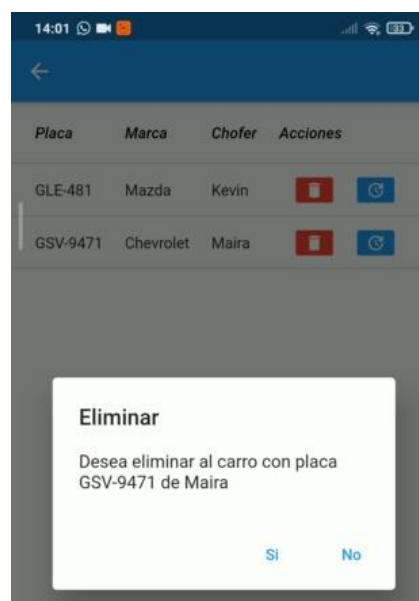 14:01
33
Placa Marca Chofer Acciones
GLE-481 Mazda Kevin
GSV-9471 Chevrolet Maira
Eliminar
Desea eliminar al carro con placa
GSV-9471 de Maira
Si No